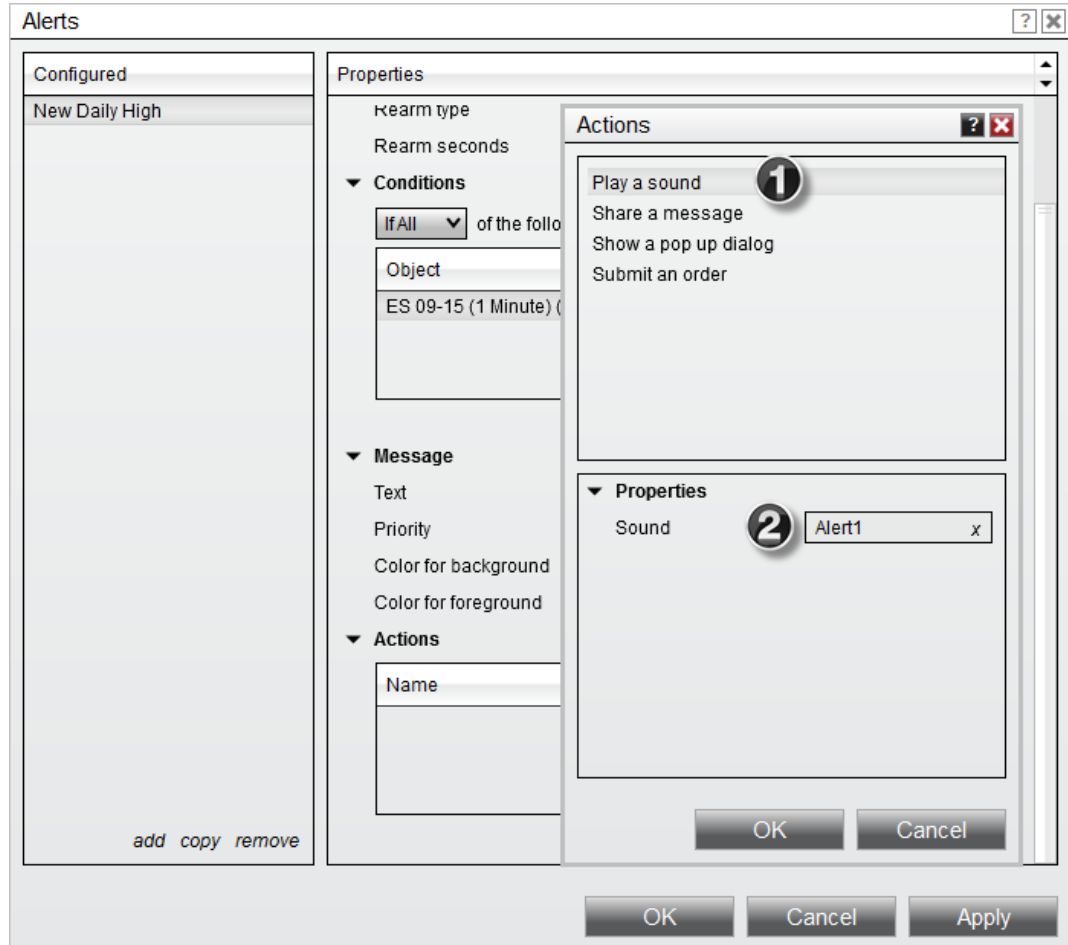 Alerts
?
Configured
New Daily High
add copy remove
Properties
Rearm type
Rearm seconds
Conditions
If All of the follo
Object
ES 09-15 (1 Minute) (
Message
Text
Priority
Color for background
Color for foreground
Actions
Name
Actions
?
Play a sound 1
Share a message
Show a pop up dialog
Submit an order
Properties
Sound 2 Alert1 x
OK Cancel
OK Cancel Apply